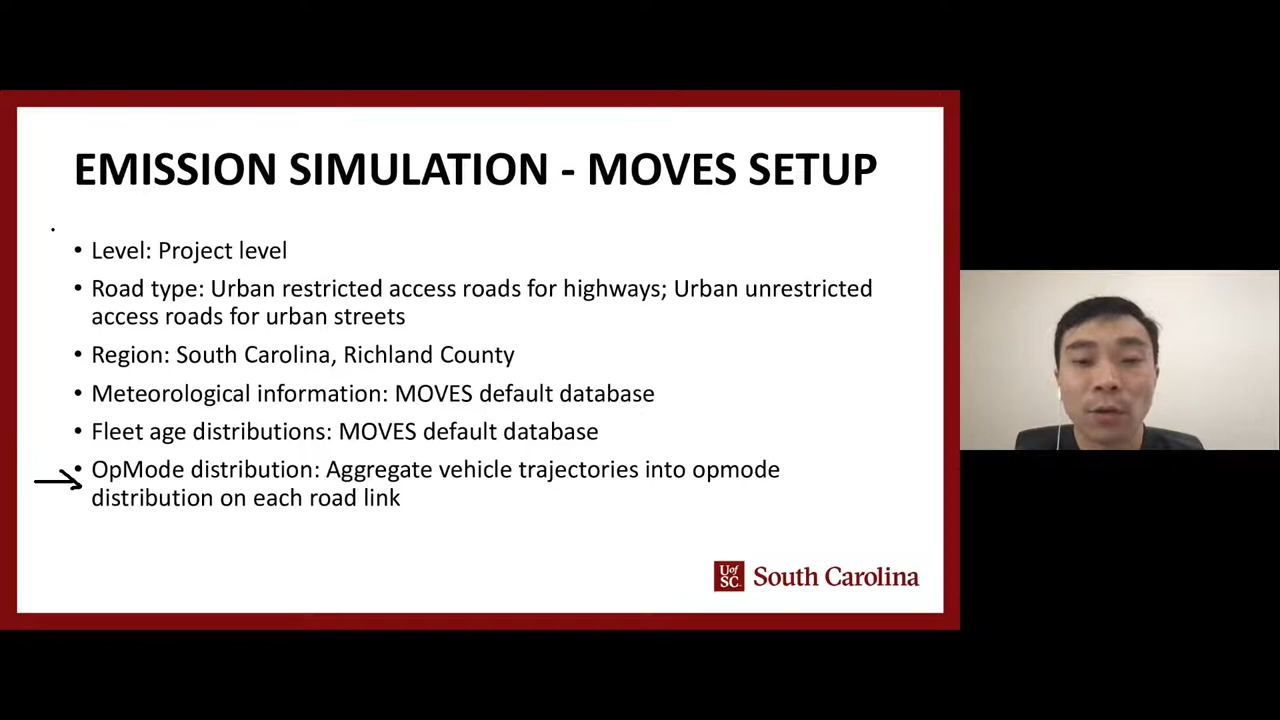 EMISSION SIMULATION - MOVES SETUP
• Level: Project level
• Road type: Urban restricted access roads for highways; Urban unrestricted
access roads for urban streets
• Region: South Carolina, Richland County
• Meteorological information: MOVES default database
• Fleet age distributions: MOVES default database
• OpMode distribution: Aggregate vehicle trajectories into opmode
distribution on each road link
UofSC South Carolina